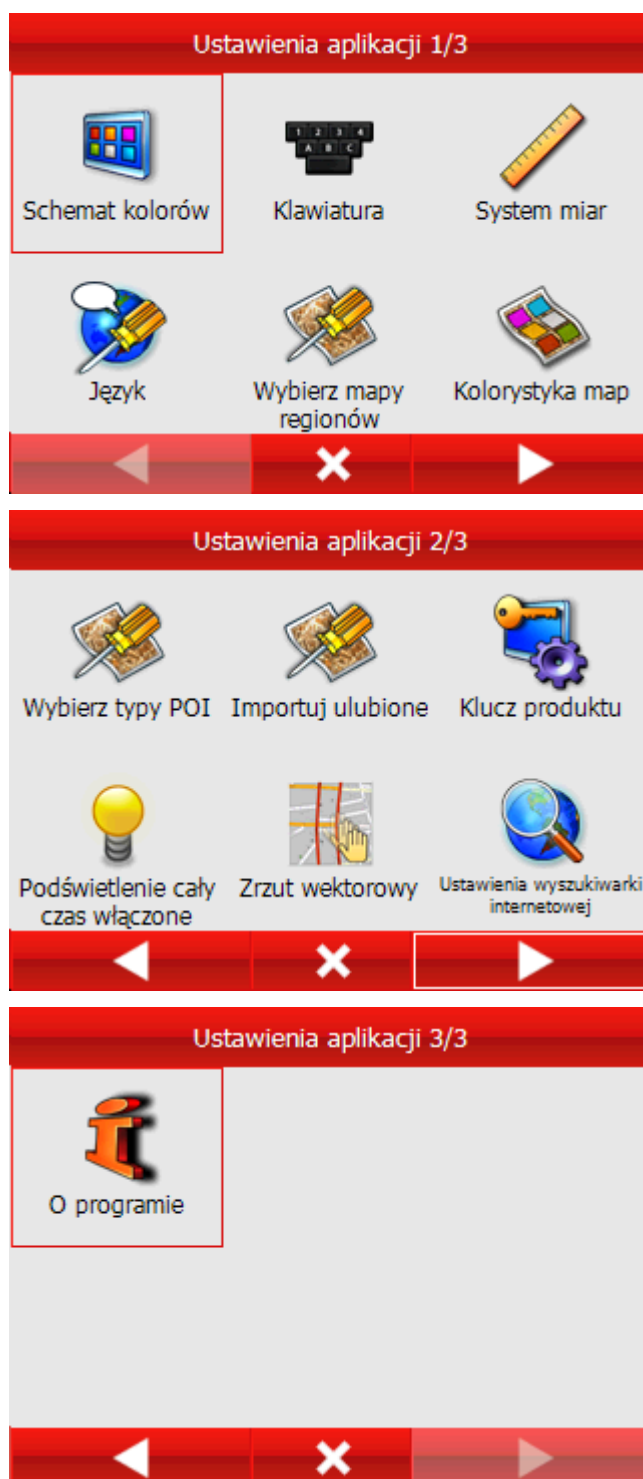 Ustawienia aplikacji 1/3
Schemat kolorów
Klawiatura
System miar
Język
Wybierz mapy
regionów
Kolorystyka map
Ustawienia aplikacji 2/3
Wybierz typy POI
Importuj ulubione
Klucz produktu
Podświetlenie cały
czas włączone
Zrzut wektorowy
Ustawienia wyszukiwarki
internetowej
Ustawienia aplikacji 3/3
O programie